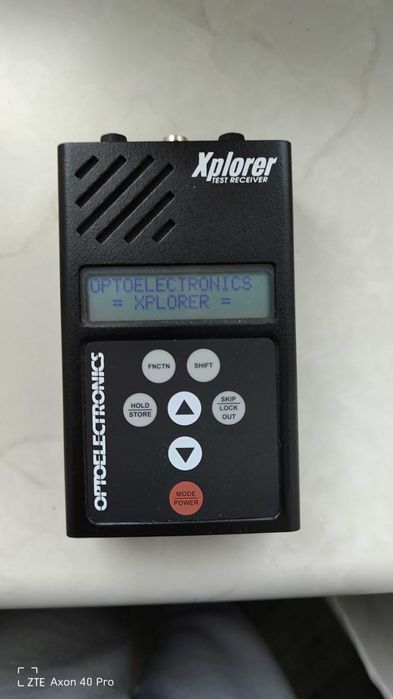 Xplorer
TEST RECEIVER
OPTOELECTRONICS
= XPLORER =
OPTOELECTRONICS
FNCTN
SHIFT
HOLD
STORE
SKIP
LOCK
OUT
MODE
POWER
ZTE Axon 40 Pro